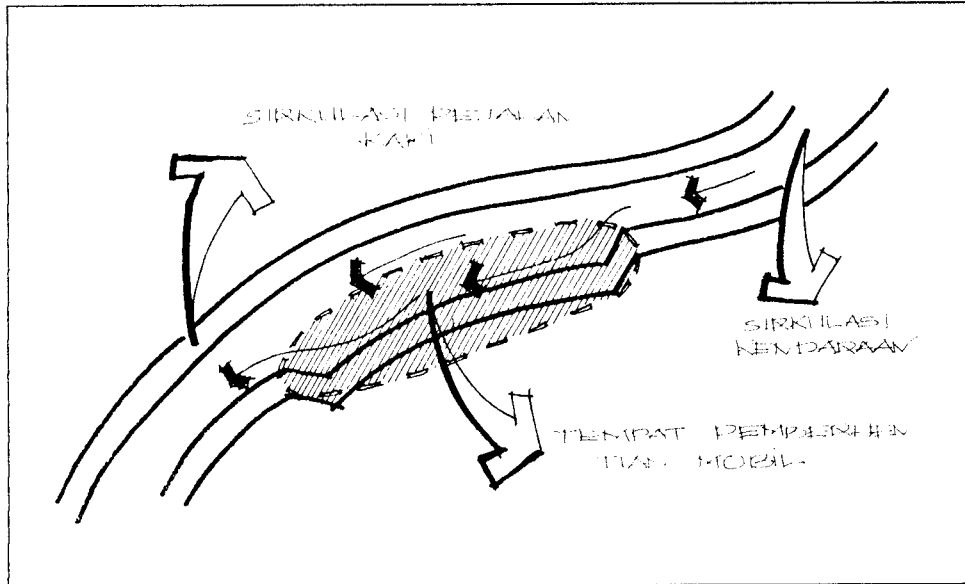 SIRKULASI PEJALAN
KAKI
SIRKULASI
KENDARAAN
TEMPAT PEMBERHEN
TIAN MOBIL